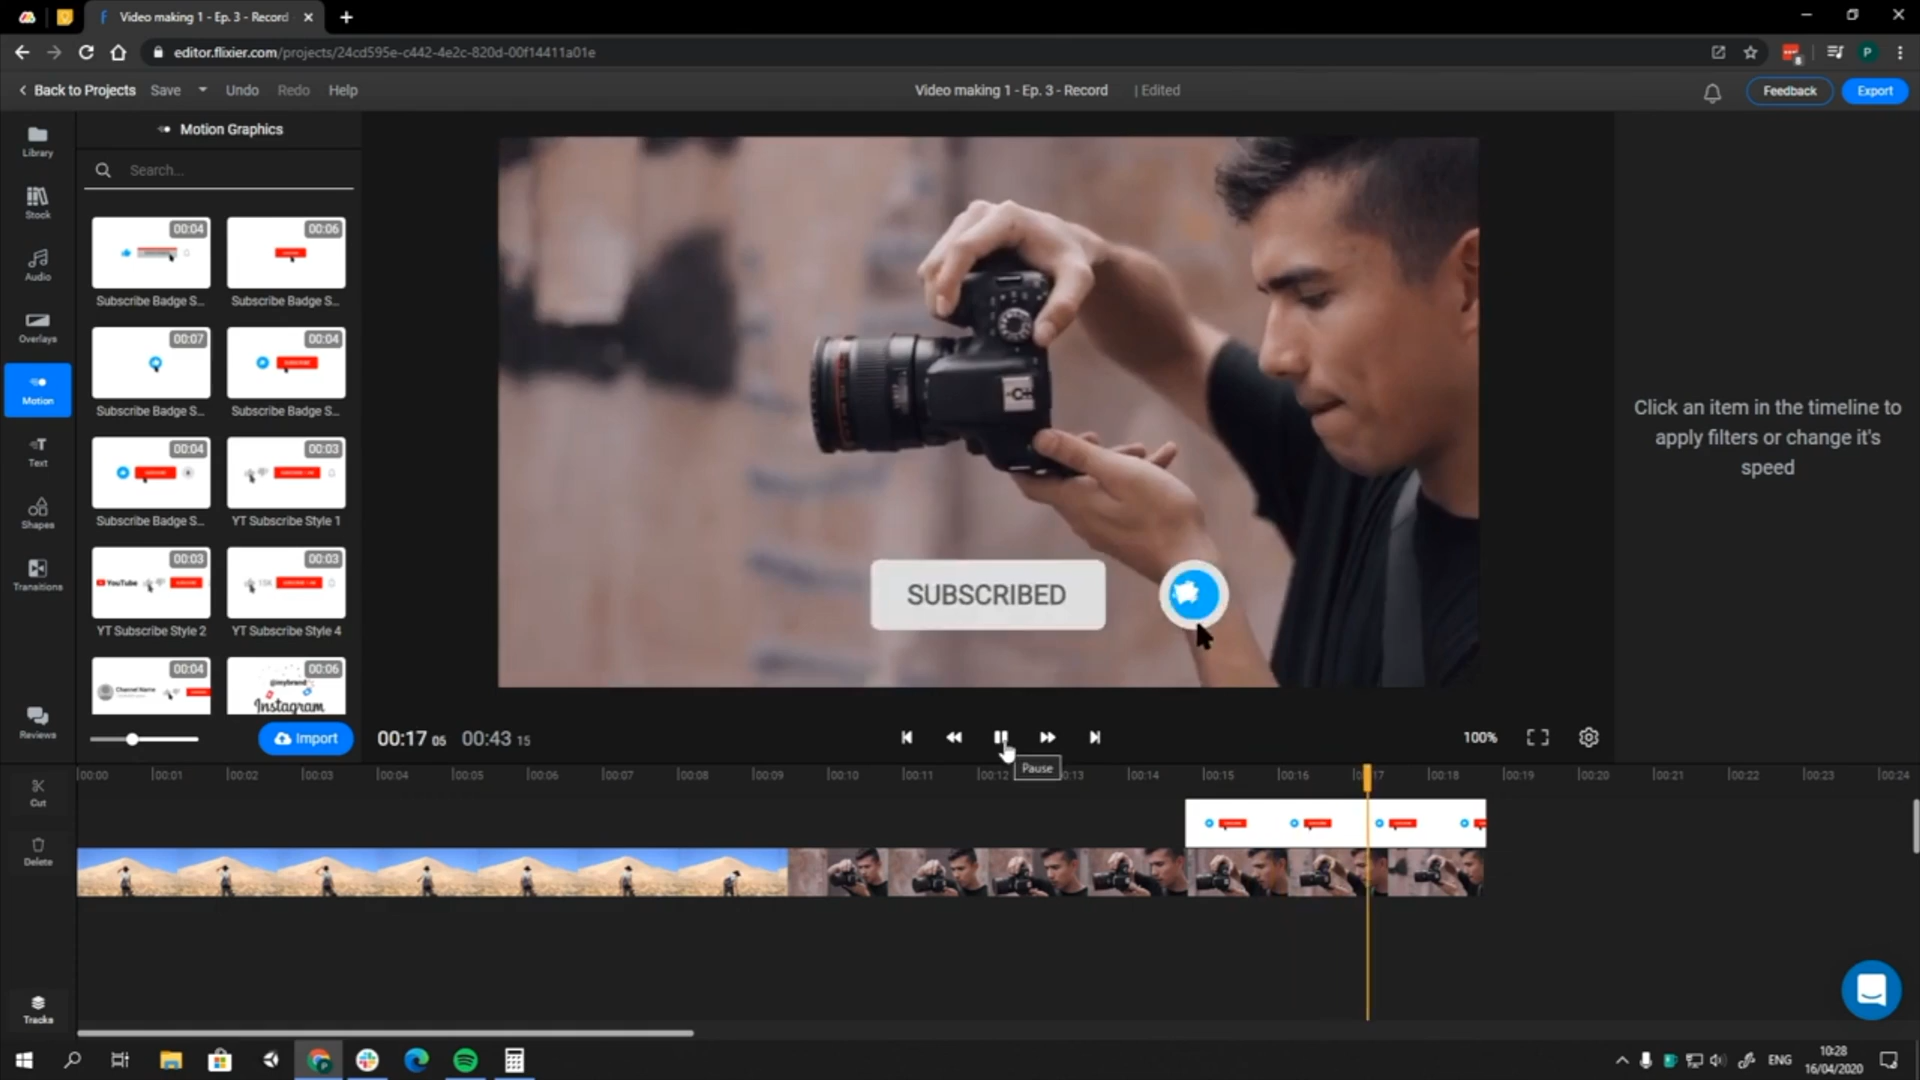 Video making 1 - Ep. 3 - Record
editor.flixier.com/projects/24cd595e-c442-4e2c-820d-00f14411a01e
P
Back to Projects
Save
Undo
Redo
Help
Video making 1 - Ep. 3 - Record
| Edited
Feedback
Export
Library
Stock
Audio
Overlays
Motion
Text
Shapes
Transitions
Reviews
Motion Graphics
Search...
00:04
00:06
Subscribe Badge S...
Subscribe Badge S...
00:07
00:04
Subscribe Badge S...
Subscribe Badge S...
00:04
00:03
Subscribe Badge S...
YT Subscribe Style 1
00:03
00:03
YouTube
15K
YT Subscribe Style 2
YT Subscribe Style 4
00:04
00:06
Channel Name
@mybrand
Instagram
Import
SUBSCRIBED
Click an item in the timeline to
apply filters or change it's
speed
00:17 05
00:43 15
Pause
100%
00:00
00:01
00:02
00:03
00:04
00:05
00:06
00:07
00:08
00:09
00:10
00:11
00:12
:13
00:14
00:15
00:16
:17
00:18
00:19
00:20
00:21
00:22
00:23
00:24
Cut
Delete
Tracks
ENG
10:28
16/04/2020